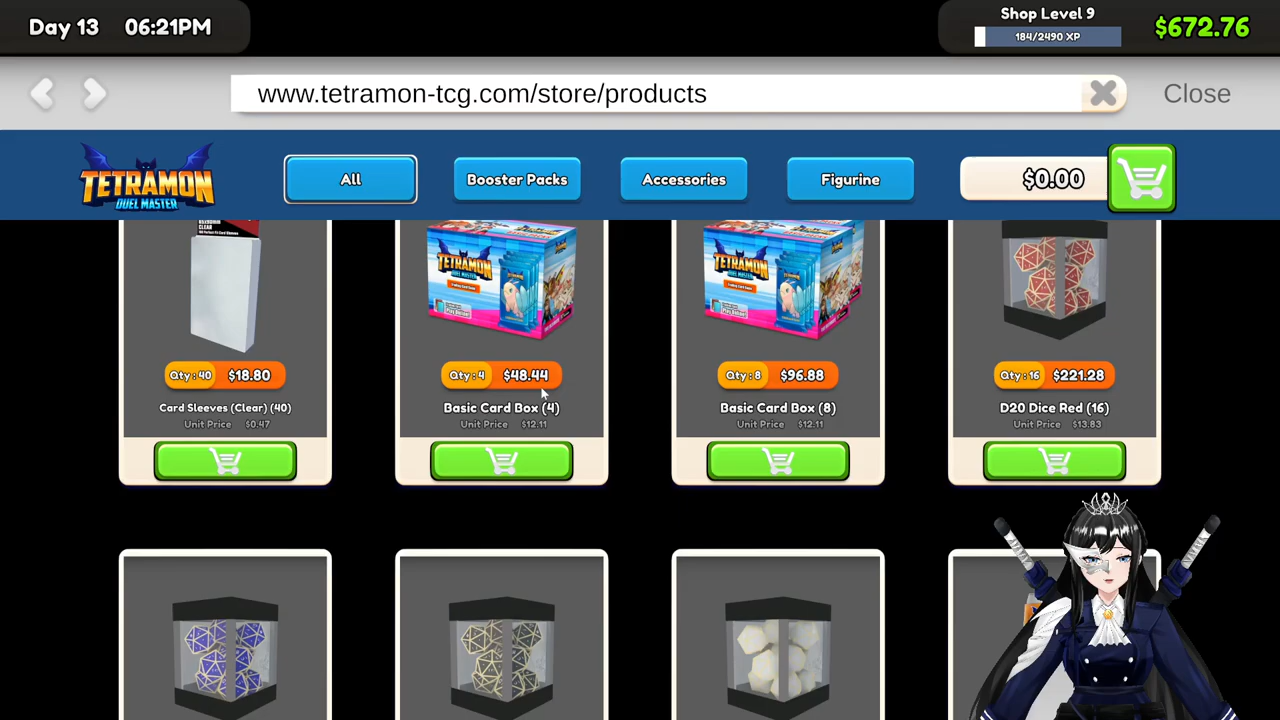 Day 13 06:21PM
Shop Level 9
184/2490 XP
$672.76
www.tetramon-tcg.com/store/products
Close
TETRAMON
DUEL MASTER
All
Booster Packs
Accessories
Figurine
$0.00
CLEAR
TETRAMON
TETRAMON
Qty : 40 $18.80
Qty : 4 $48.44
Qty : 8 $96.88
Qty : 16 $221.28
Card Sleeves (Clear) (40)
Basic Card Box (4)
Basic Card Box (8)
D20 Dice Red (16)
Unit Price $0.47
Unit Price $12.11
Unit Price $12.11
Unit Price $13.83